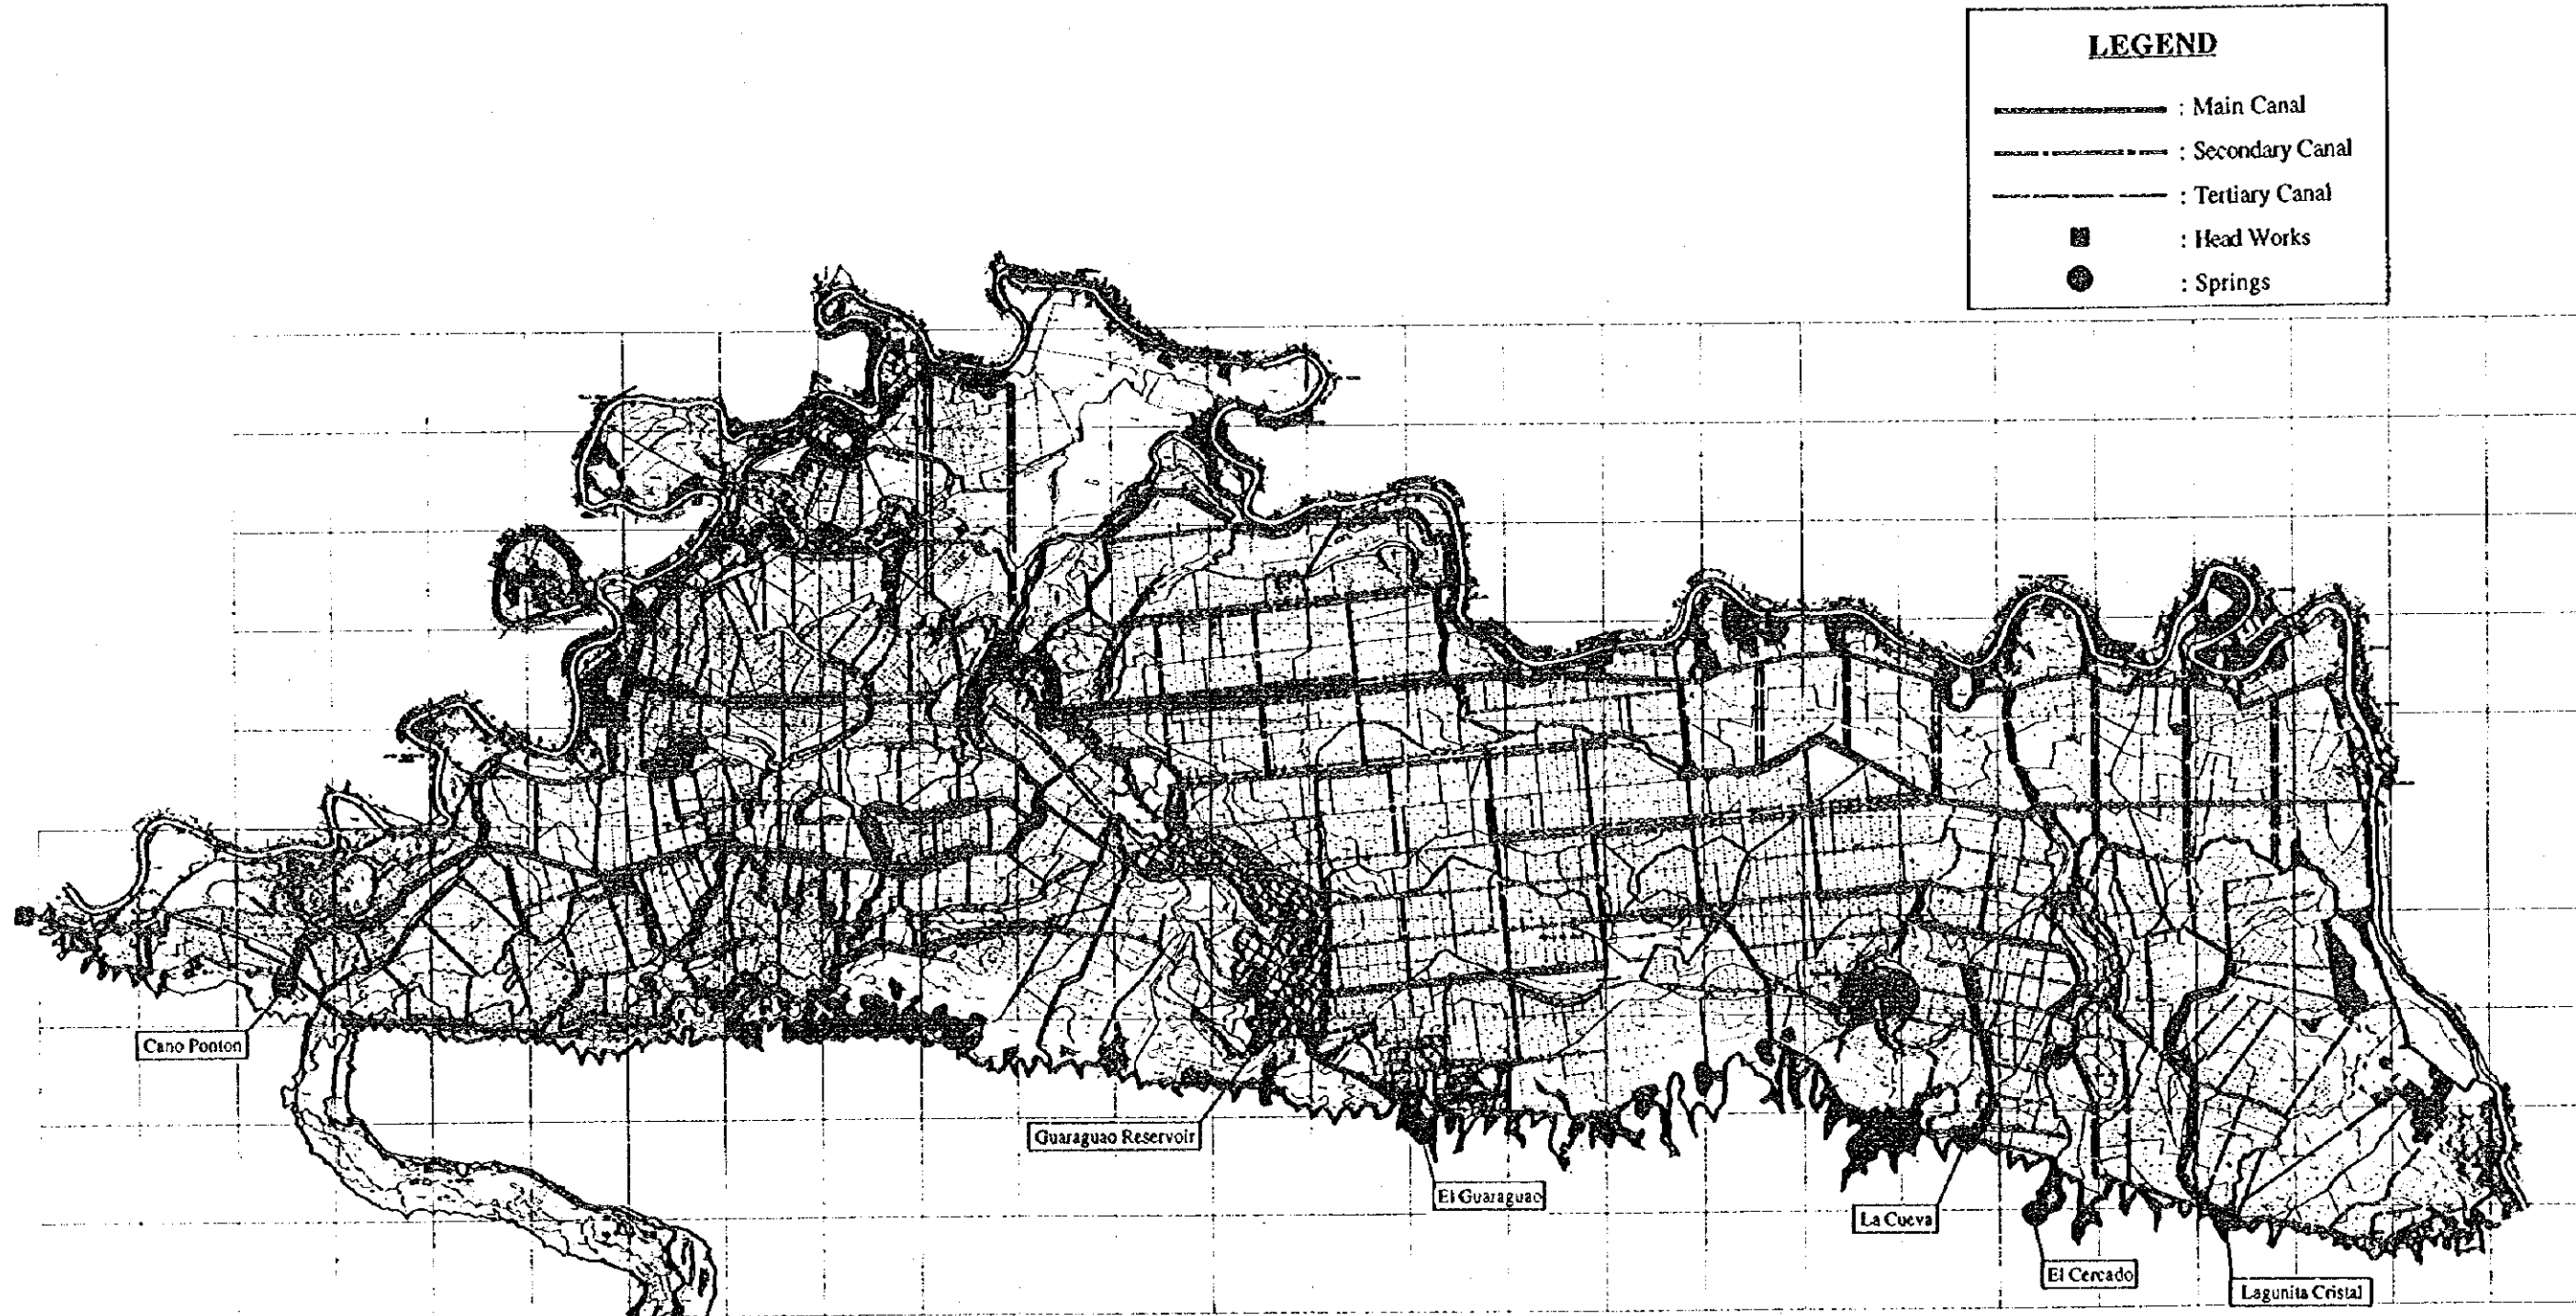 LEGEND
: Main Canal
: Secondary Canal
: Tertiary Canal
: Head Works
: Springs
Cano Ponton
Guaraguao Reservoir
El Guaraguao
La Cueva
El Cercado
Lagunita Cristal